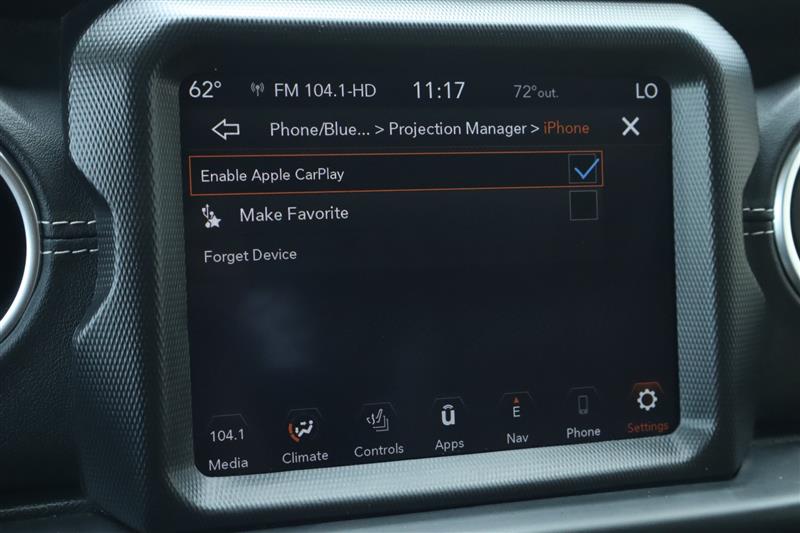 62° FM 104.1-HD 11:17 72°out. LO
Phone/Blue... > Projection Manager > iPhone X
Enable Apple CarPlay
Make Favorite
Forget Device
104.1 E
Media Climate Controls Apps Nav Phone Settings